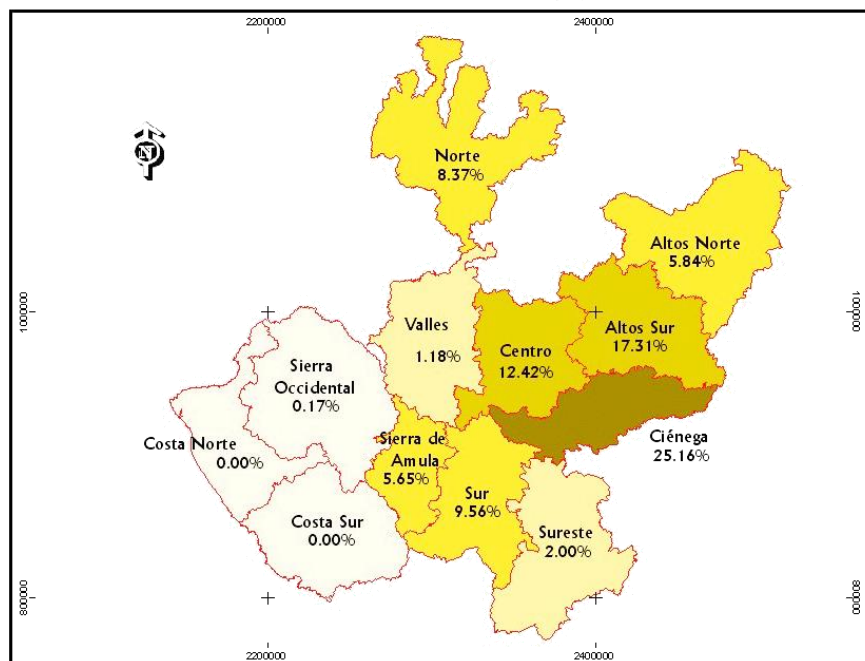 2200000
2400000
N
Norte
8.37%
Altos Norte
5.84%
1000000
1000000
Valles
1.18%
Centro
12.42%
Altos Sur
17.31%
Sierra
Occidental
0.17%
Costa Norte
0.00%
Sierra de
Amula
5.65%
Ciénega
25.16%
Sur
9.56%
Costa Sur
0.00%
Sureste
2.00%
800000
800000
2200000
2400000